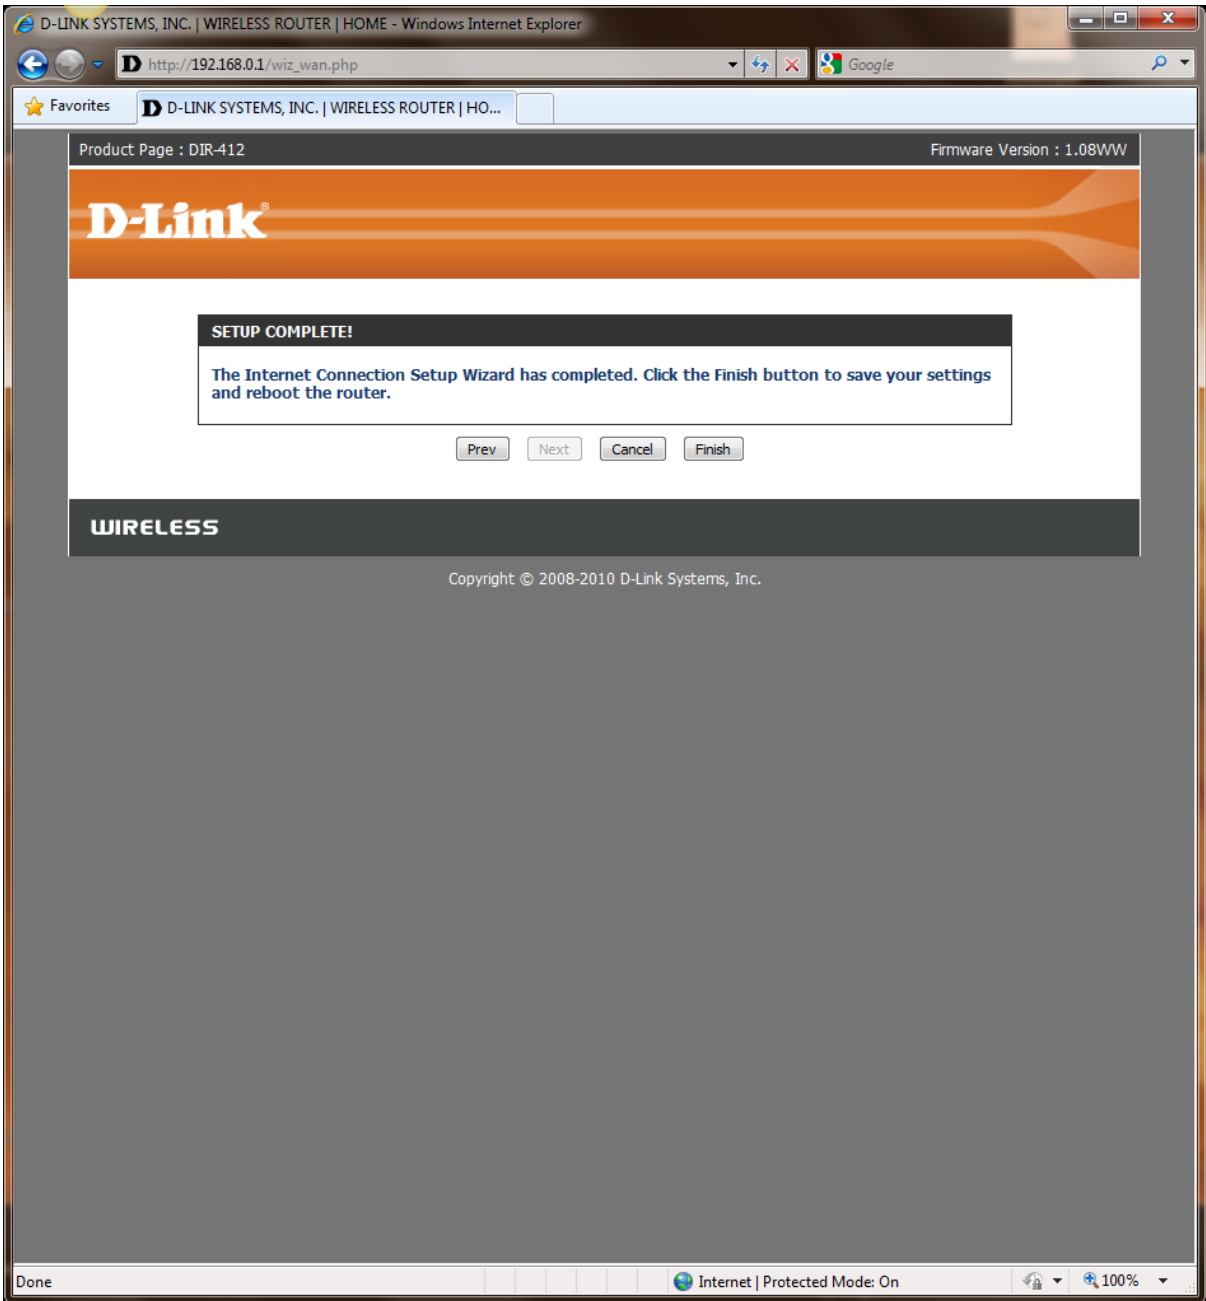 D-LINK SYSTEMS, INC. | WIRELESS ROUTER | HOME - Windows Internet Explorer
D http://192.168.0.1/wiz_wan.php
Google
Favorites
D D-LINK SYSTEMS, INC. | WIRELESS ROUTER | HO...
Product Page : DIR-412 Firmware Version : 1.08WW
D-Link®
SETUP COMPLETE!
The Internet Connection Setup Wizard has completed. Click the Finish button to save your settings
and reboot the router.
Prev Next Cancel Finish
WIRELESS
Copyright © 2008-2010 D-Link Systems, Inc.
Done Internet | Protected Mode: On 100%